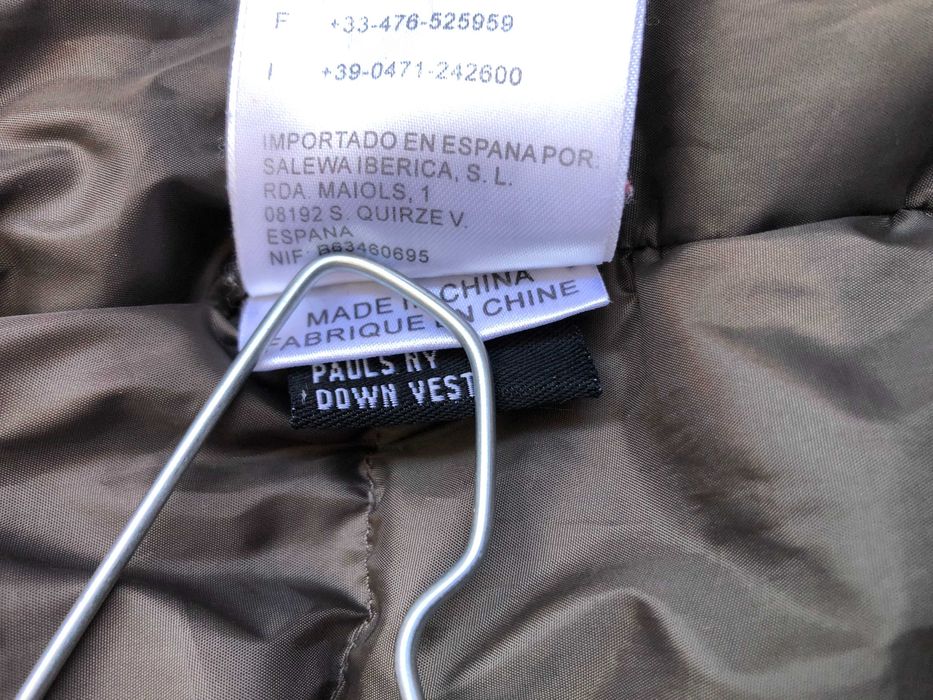 F +33-476-525959
I +39-0471-242600
IMPORTADO EN ESPANA POR:
SALEWA IBERICA, S. L.
RDA. MAIOLS, 1
08192 S. QUIRZE V.
ESPANA
NIF: B63460695
MADE IN CHINA
FABRIQUE EN CHINE
PAULS NY
DOWN VEST